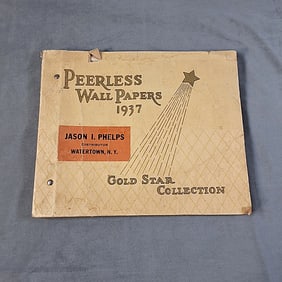 PEERLESS
WALL PAPERS
1937
JASON I. PHELPS
DISTRIBUTOR
WATERTOWN, N.Y.
GOLD STAR
COLLECTION